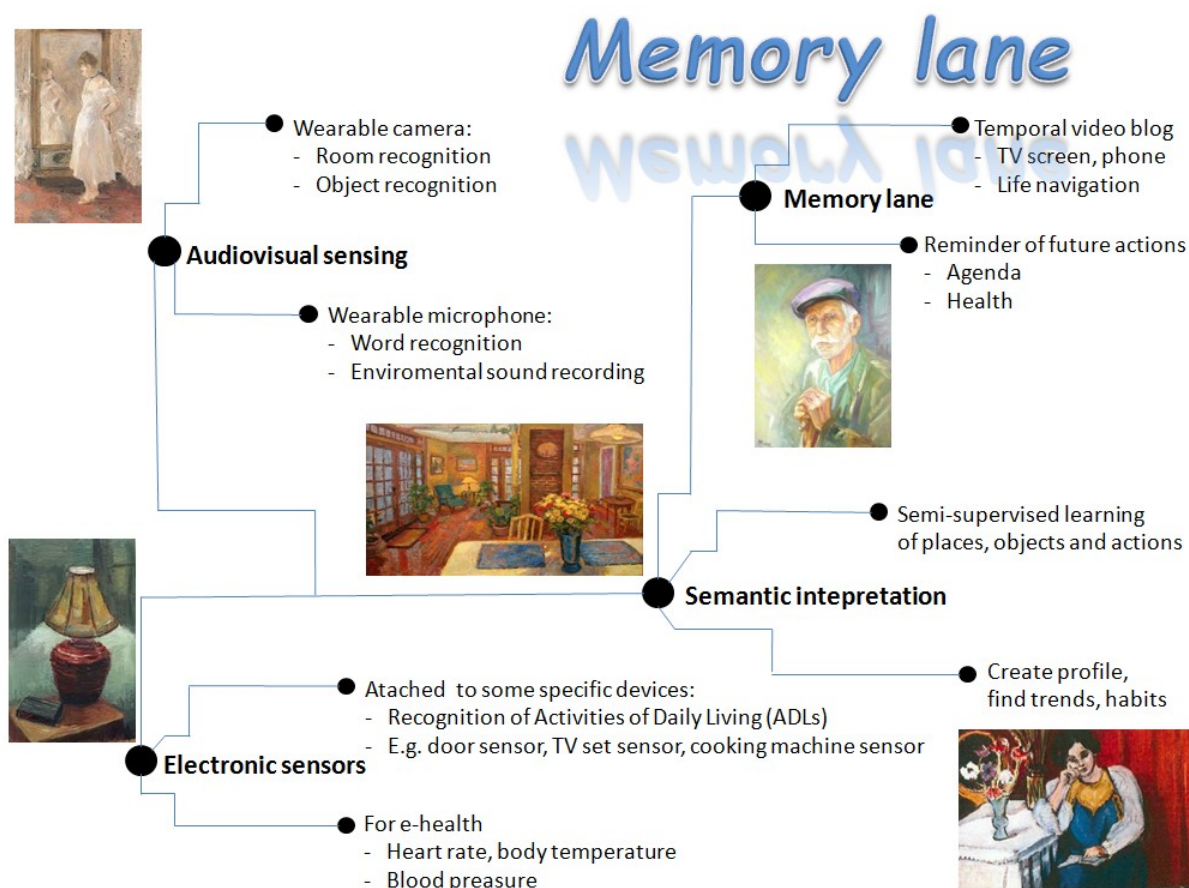 Memory lane
Wearable camera:
- Room recognition
- Object recognition
Audiovisual sensing
Wearable microphone:
- Word recognition
- Enviromental sound recording
Temporal video blog
- TV screen, phone
- Life navigation
Memory lane
Reminder of future actions
- Agenda
- Health
Semi-supervised learning
of places, objects and actions
Semantic intepretation
Create profile,
find trends, habits
Atached to some specific devices:
- Recognition of Activities of Daily Living (ADLs)
- E.g. door sensor, TV set sensor, cooking machine sensor
Electronic sensors
For e-health
- Heart rate, body temperature
- Blood preasure